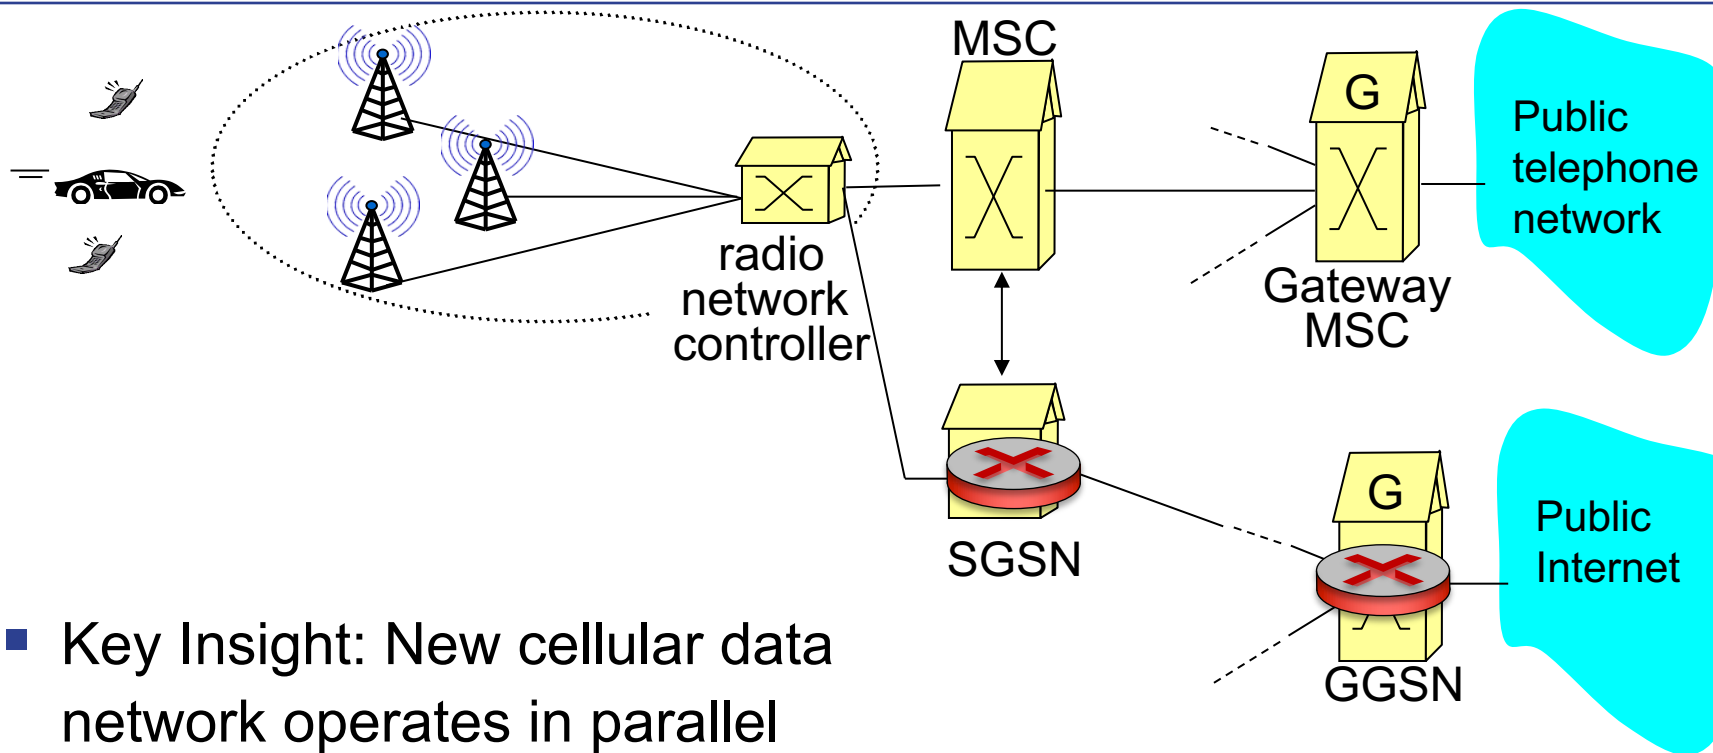 MSC
G
Public
telephone
network
radio
network
controller
Gateway
MSC
G
Public
Internet
SGSN
GGSN
Key Insight: New cellular data
network operates in parallel